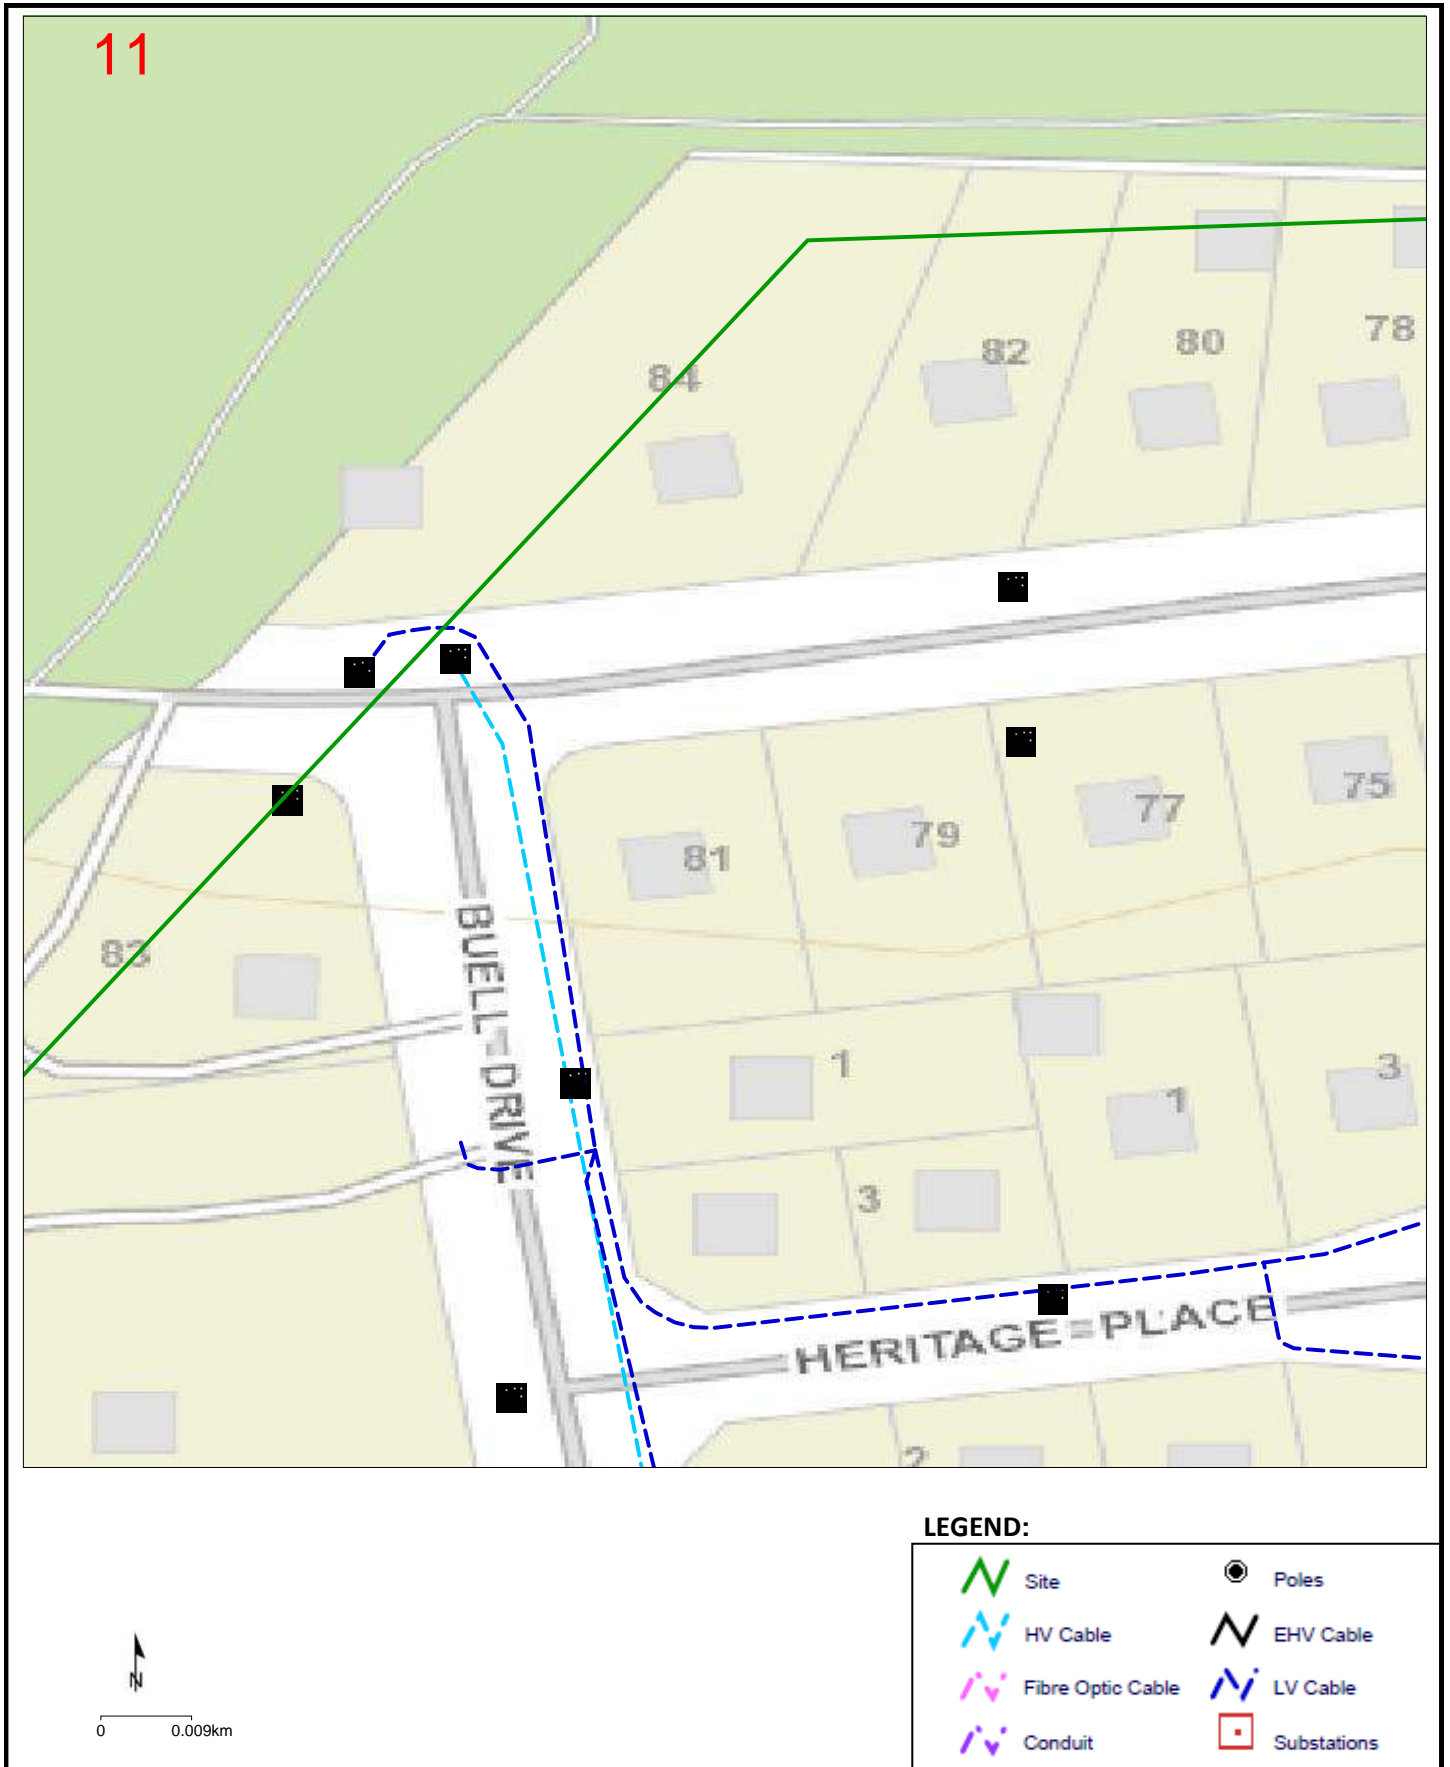 11
78
82
80
84
75
77
79
81
83
BUELL DRIVE
1
3
1
3
HERITAGE PLACE
2
LEGEND:
Site
Poles
HV Cable
EHV Cable
Fibre Optic Cable
LV Cable
Conduit
Substations
N
0 0.009km